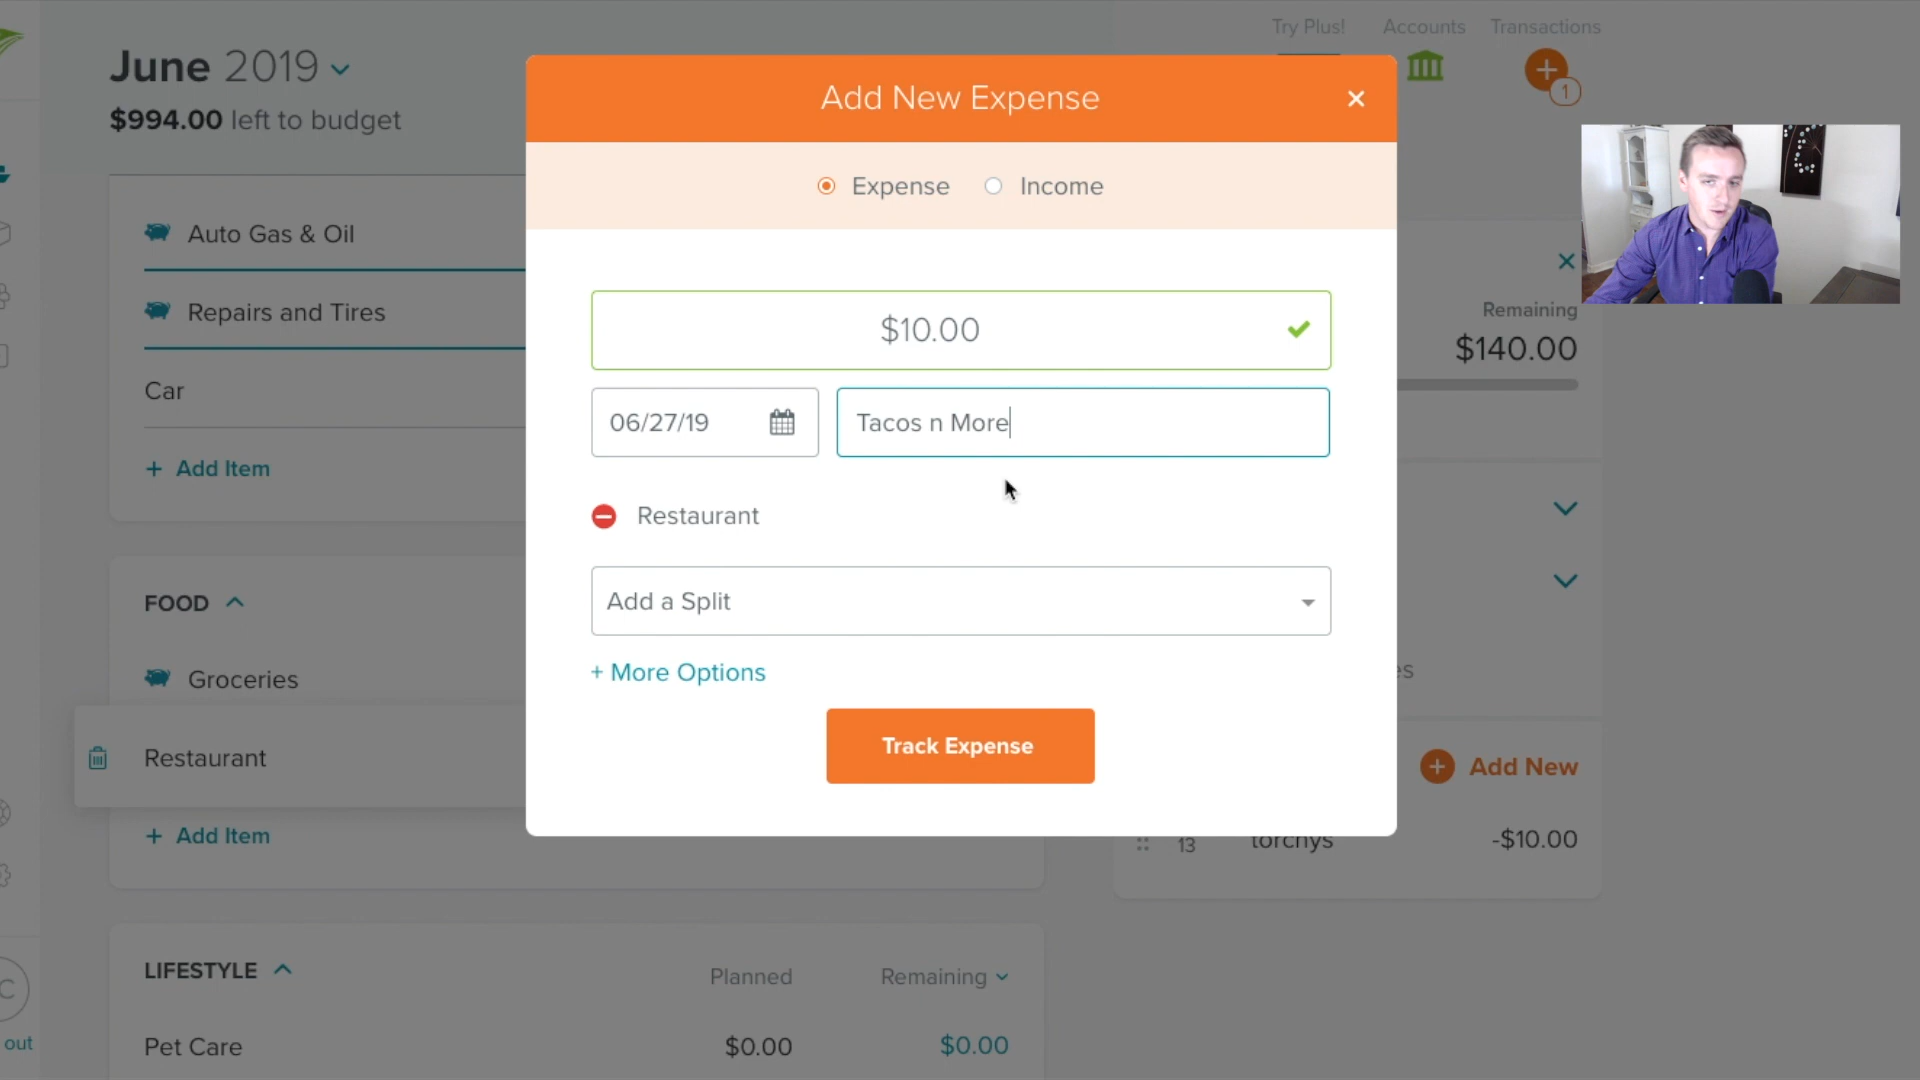 Try Plus! Accounts Transactions
June 2019
$994.00 left to budget
1
Add New Expense
Expense Income
Auto Gas & Oil
Repairs and Tires
Car
+ Add Item
$10.00
06/27/19 Tacos n More
Restaurant
Add a Split
+ More Options
Track Expense
Remaining
$140.00
FOOD
Groceries
Restaurant
+ Add Item
es
+ Add New
13 torchys -$10.00
LIFESTYLE Planned Remaining
Pet Care $0.00 $0.00
C
out